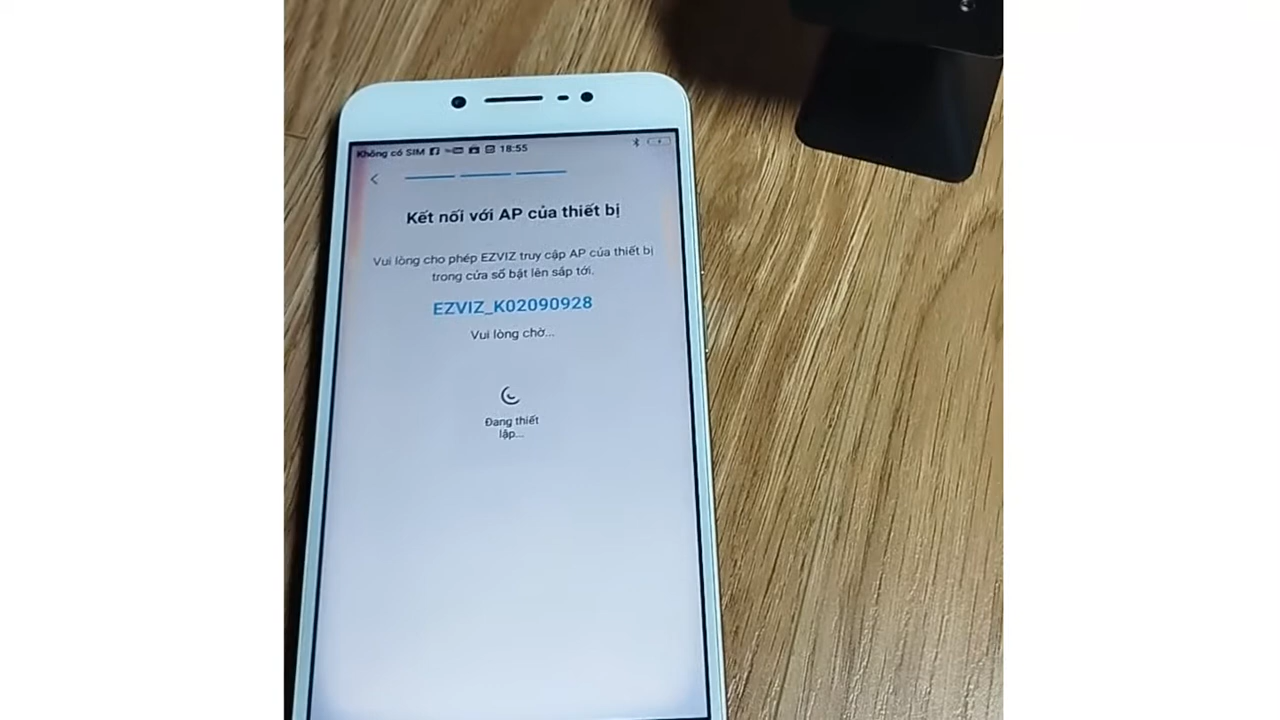 Không có SIM 18:55
Kết nối với AP của thiết bị
Vui lòng cho phép EZVIZ truy cập AP của thiết bị
trong cửa sổ bật lên sắp tới.
EZVIZ_K02090928
Vui lòng chờ...
Đang thiết
lập...